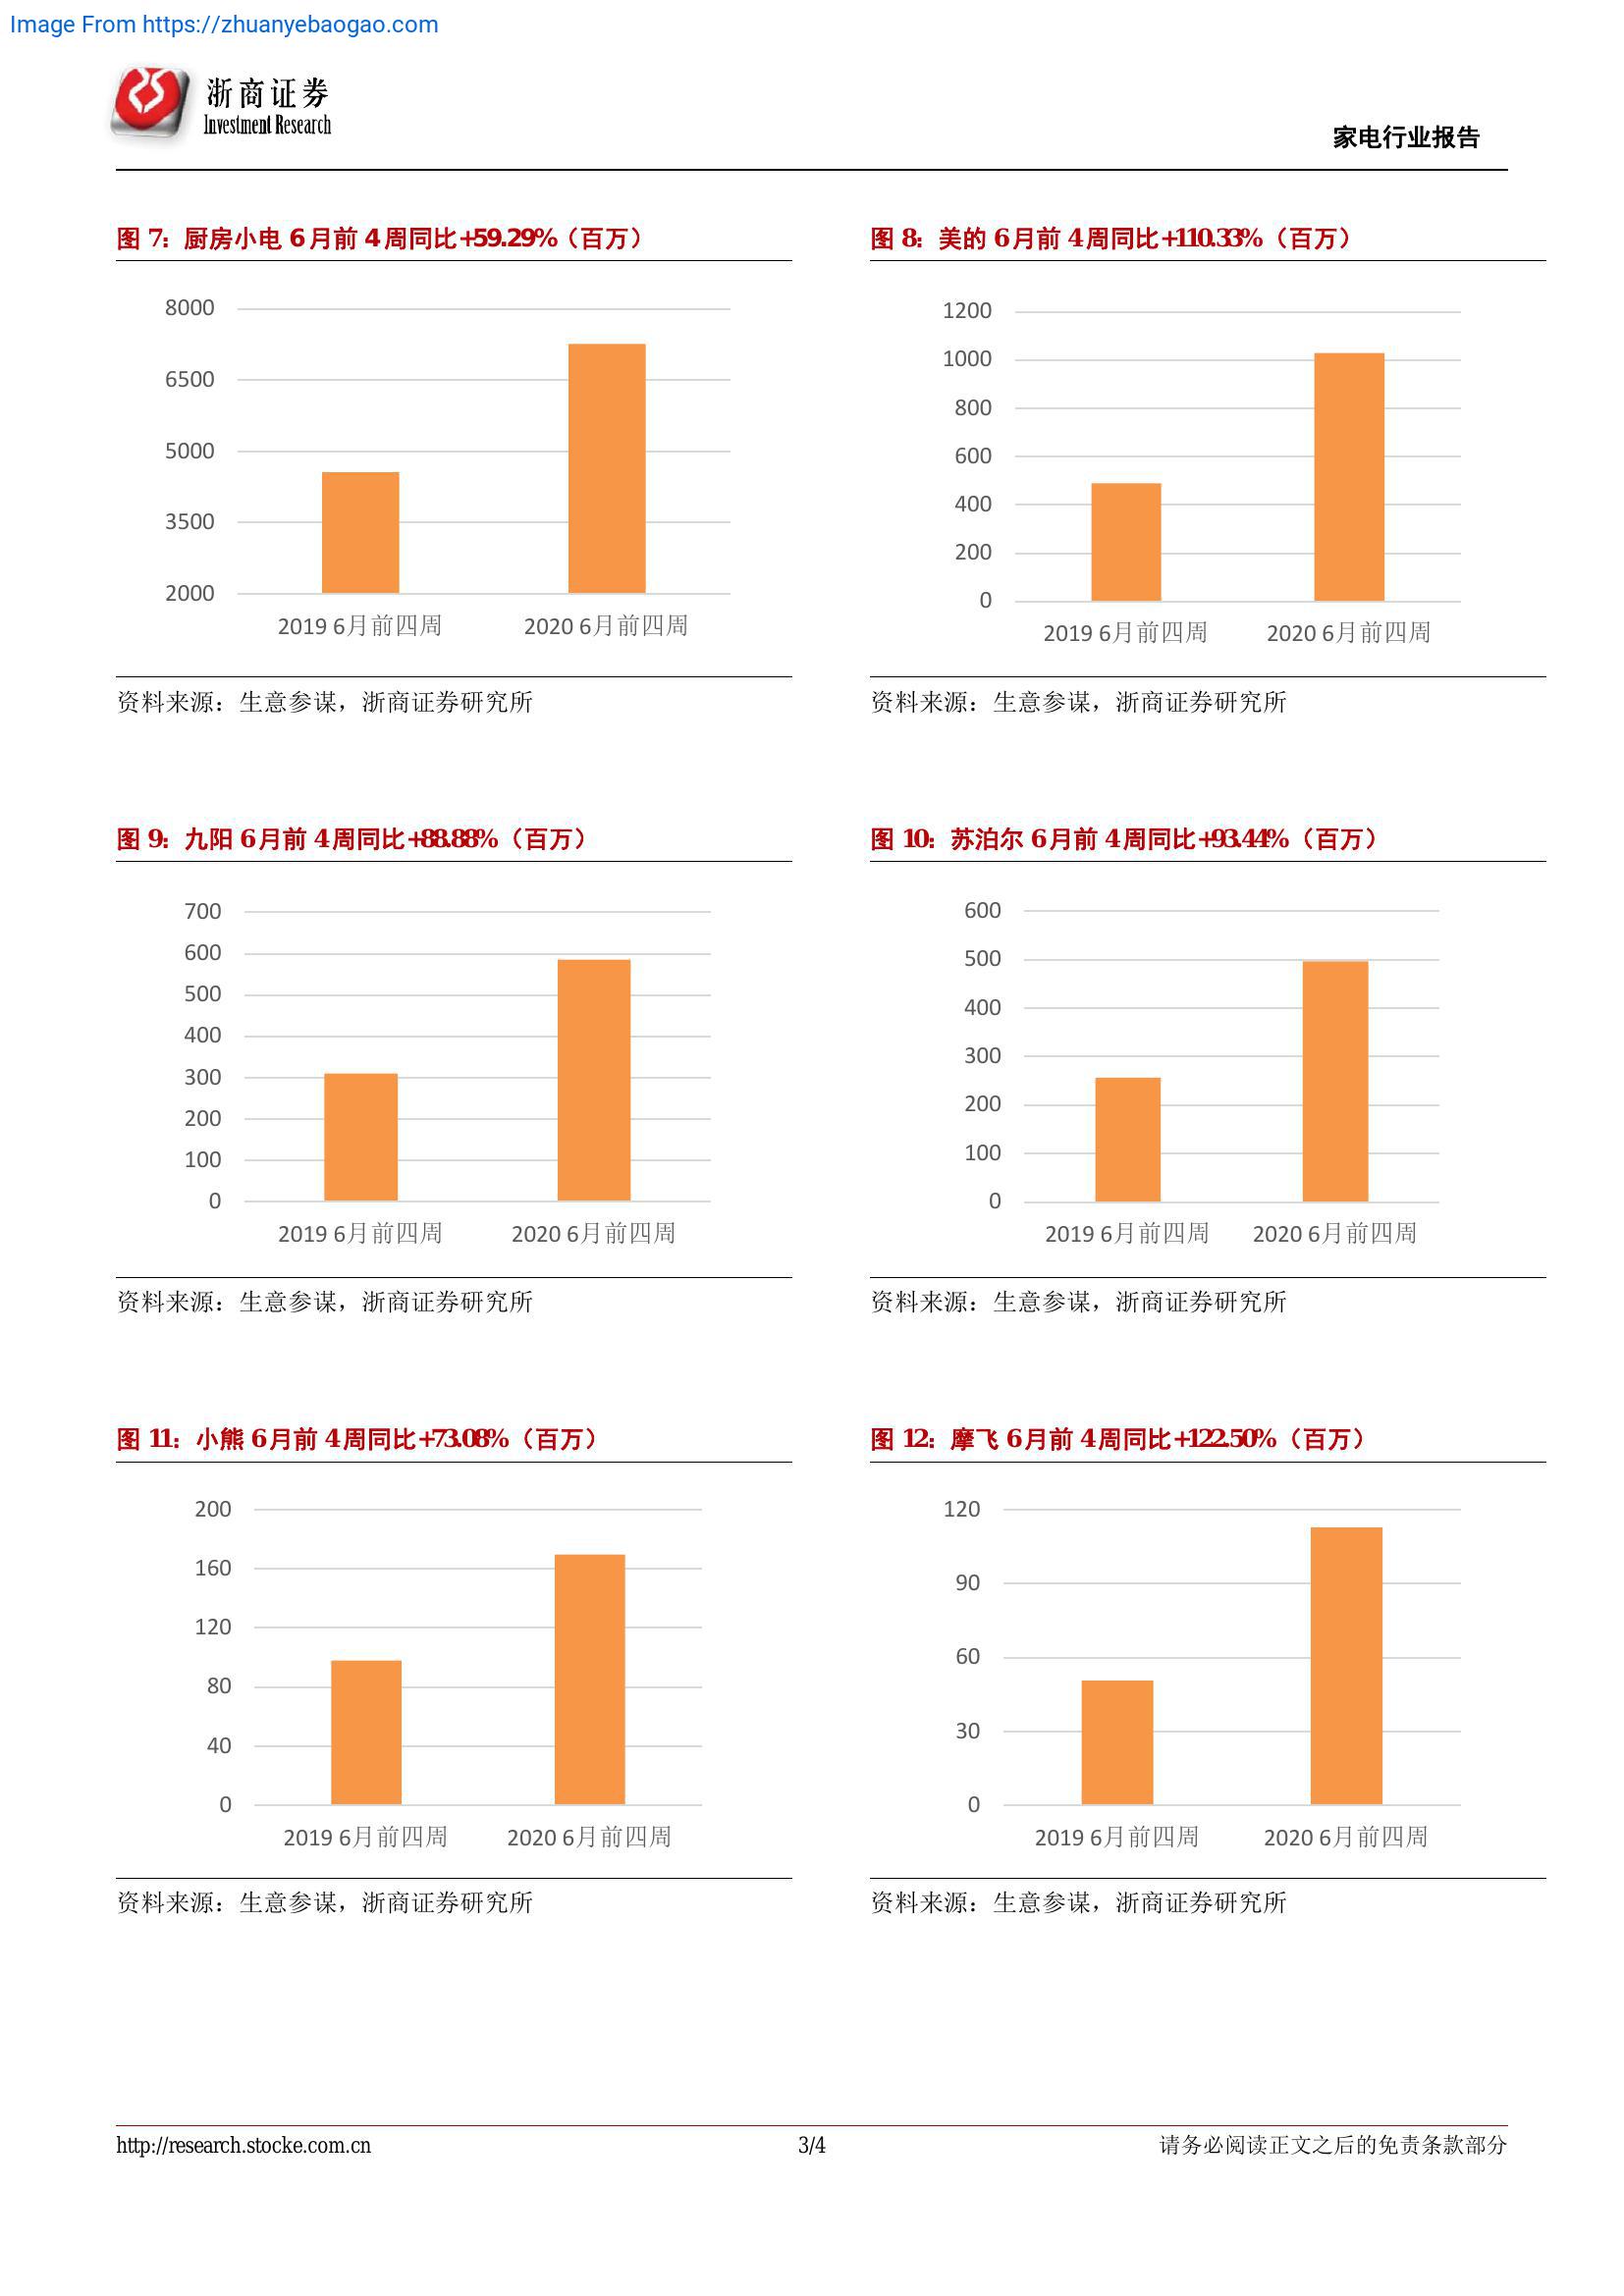 Image From https://zhuanyebaogao.com
浙商证券
Investment Research
家电行业报告
图 7：厨房小电 6 月前 4 周同比+59.29%（百万）
8000
6500
5000
3500
2000
2019 6月前四周 2020 6月前四周
资料来源：生意参谋，浙商证券研究所
图 8：美的 6 月前 4 周同比+110.33%（百万）
1200
1000
800
600
400
200
0
2019 6月前四周 2020 6月前四周
资料来源：生意参谋，浙商证券研究所
图 9：九阳 6 月前 4 周同比+88.88%（百万）
700
600
500
400
300
200
100
0
2019 6月前四周 2020 6月前四周
资料来源：生意参谋，浙商证券研究所
图 10：苏泊尔 6 月前 4 周同比+93.44%（百万）
600
500
400
300
200
100
0
2019 6月前四周 2020 6月前四周
资料来源：生意参谋，浙商证券研究所
图 11：小熊 6 月前 4 周同比+73.08%（百万）
200
160
120
80
40
0
2019 6月前四周 2020 6月前四周
资料来源：生意参谋，浙商证券研究所
图 12：摩飞 6 月前 4 周同比+122.50%（百万）
120
90
60
30
0
2019 6月前四周 2020 6月前四周
资料来源：生意参谋，浙商证券研究所
http://research.stocke.com.cn 3/4 请务必阅读正文之后的免责条款部分